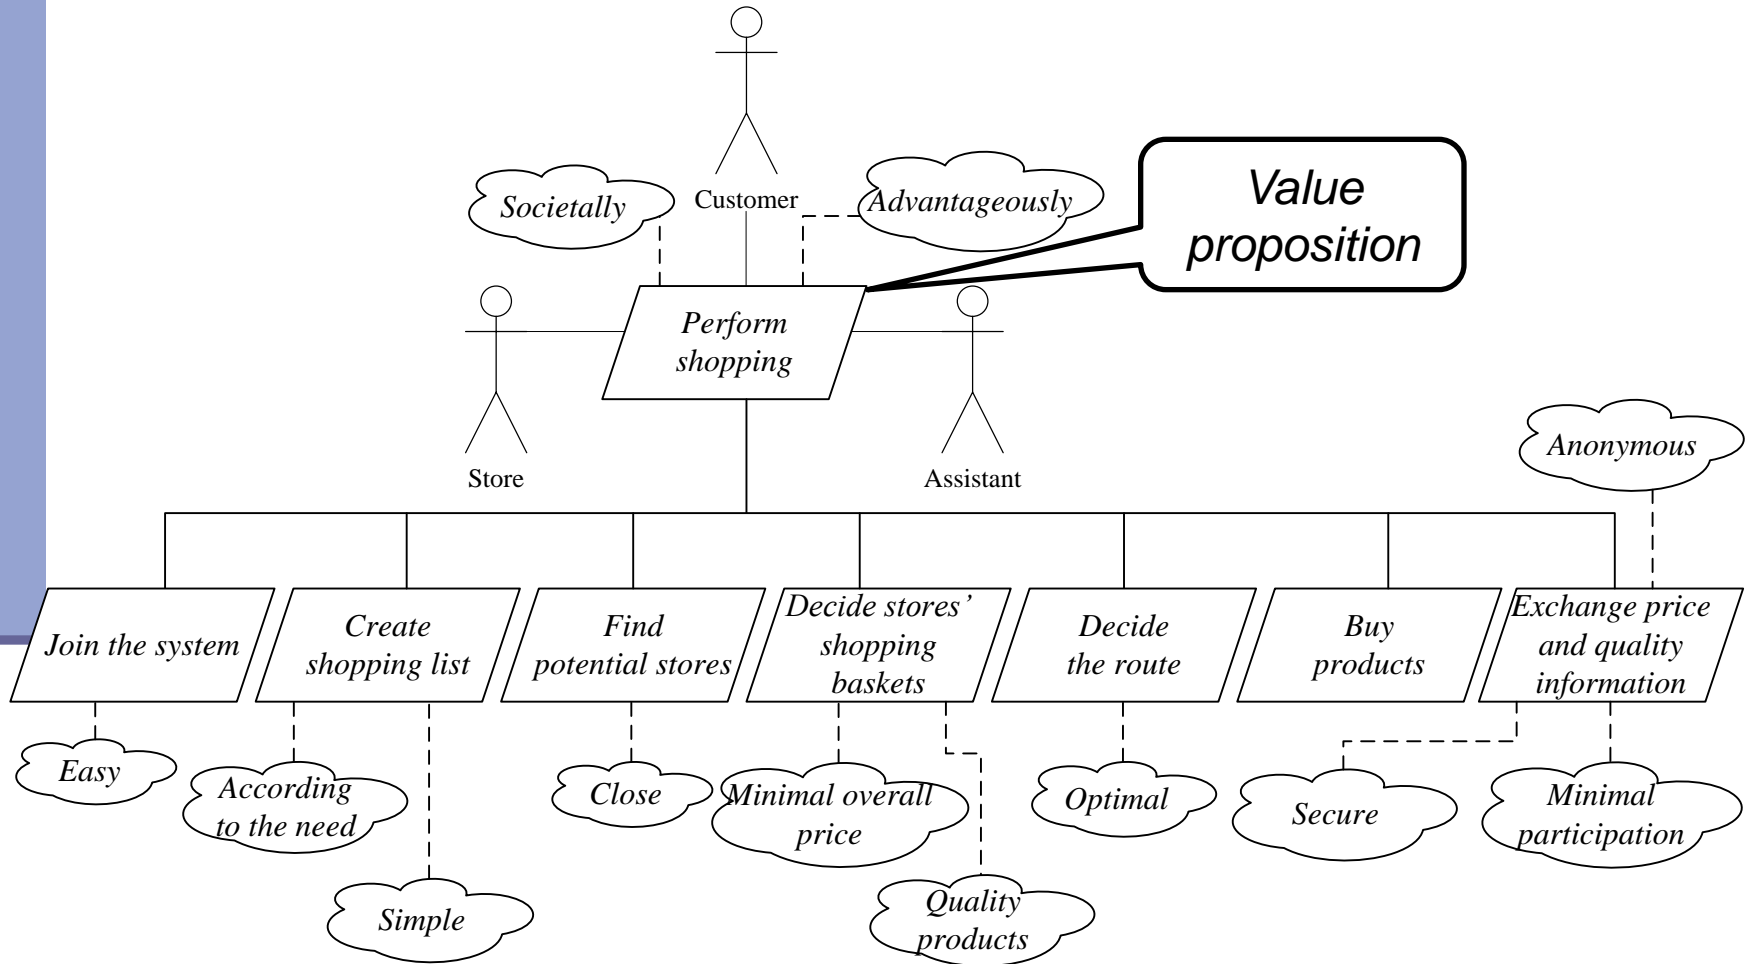 Customer
Societally
Advantageously
Value
proposition
Perform
shopping
Store
Assistant
Anonymous
Join the system
Create
shopping list
Find
potential stores
Decide stores’
shopping
baskets
Decide
the route
Buy
products
Exchange price
and quality
information
Easy
According
to the need
Simple
Close
Minimal overall
price
Quality
products
Optimal
Secure
Minimal
participation